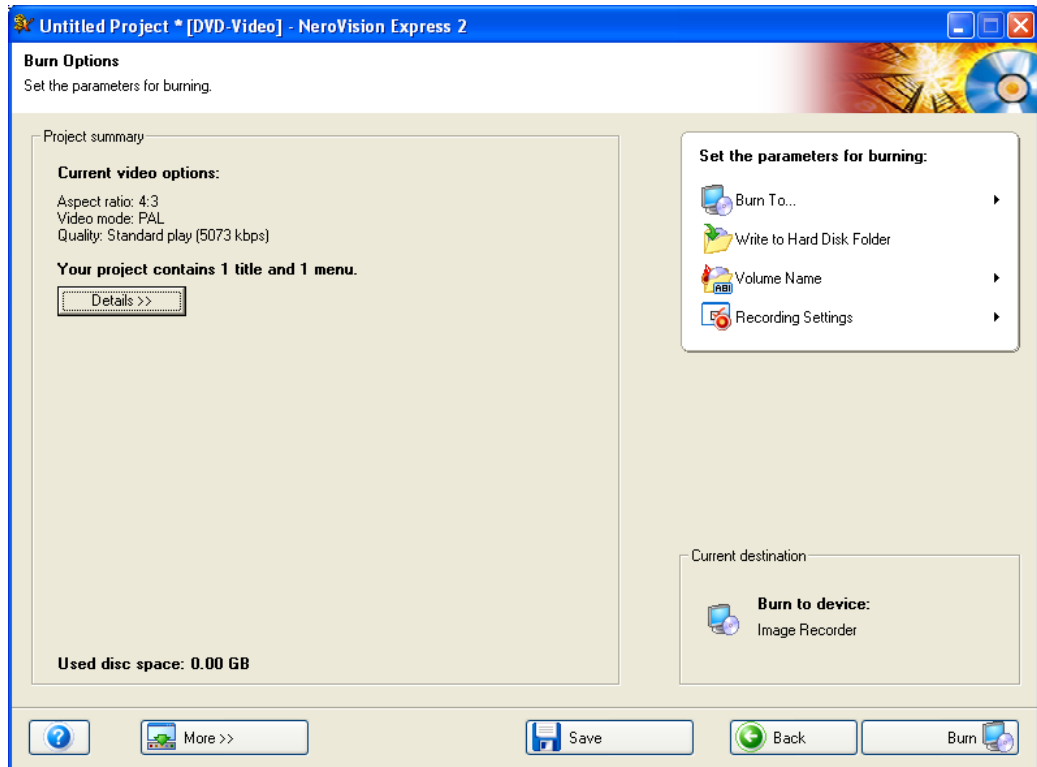 Untitled Project * [DVD-Video] - NeroVision Express 2
Burn Options
Set the parameters for burning.
Project summary
Current video options:
Aspect ratio: 4:3
Video mode: PAL
Quality: Standard play (5073 kbps)
Your project contains 1 title and 1 menu.
Details >>
Used disc space: 0.00 GB
Set the parameters for burning:
Burn To...
Write to Hard Disk Folder
ABI
Volume Name
Recording Settings
Current destination
Burn to device:
Image Recorder
?
More >>
Save
Back
Burn